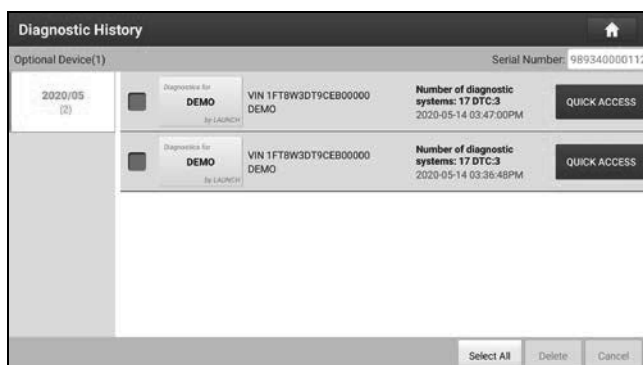 Diagnostic History
Optional Device(1)
Serial Number: 989340000112
2020/05
(2)
Diagnostics for
DEMO
by LAUNCH
VIN 1FT8W3DT9CEB00000
DEMO
Number of diagnostic
systems: 17 DTC:3
2020-05-14 03:47:00PM
QUICK ACCESS
Diagnostics for
DEMO
by LAUNCH
VIN 1FT8W3DT9CEB00000
DEMO
Number of diagnostic
systems: 17 DTC:3
2020-05-14 03:36:48PM
QUICK ACCESS
Select All
Delete
Cancel